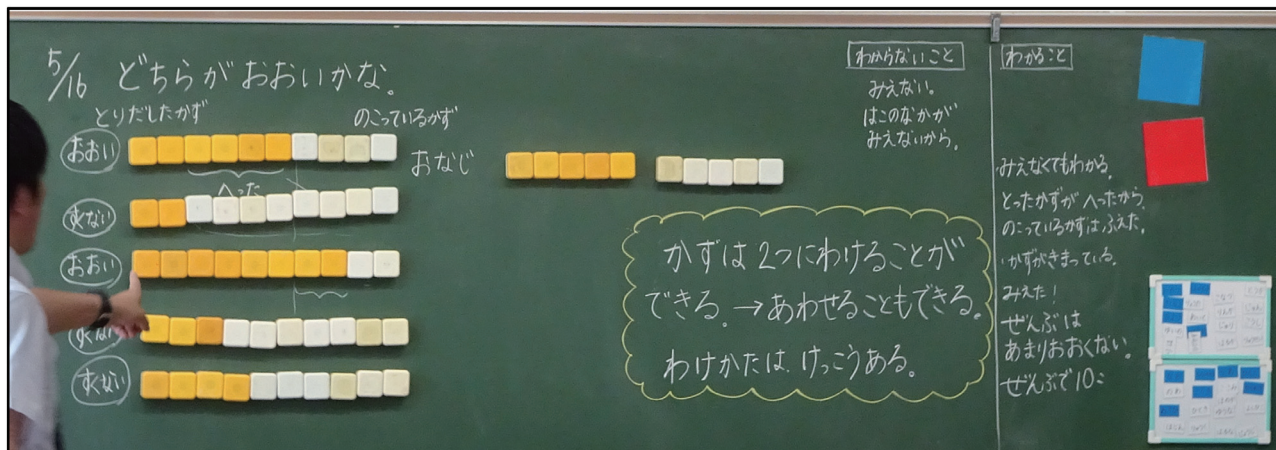 5/16 どちらがおおいかな。
とりだしたかず
のこっているかず
おおい
へった
すくない
おおい
すくない
すくない
おなじ
かずは2つにわけることが
できる。→あわせることもできる。
わけかたは、けっこうある。
わからないこと
みえない。
はこのなかが
みえないから。
わかること
みえなくてもわかる。
とったかずがへったから、
のこっているかずはふえた。
かずがきまっている。
みえた!
ぜんぶは
あまりおおくない。
ぜんぶで10こ